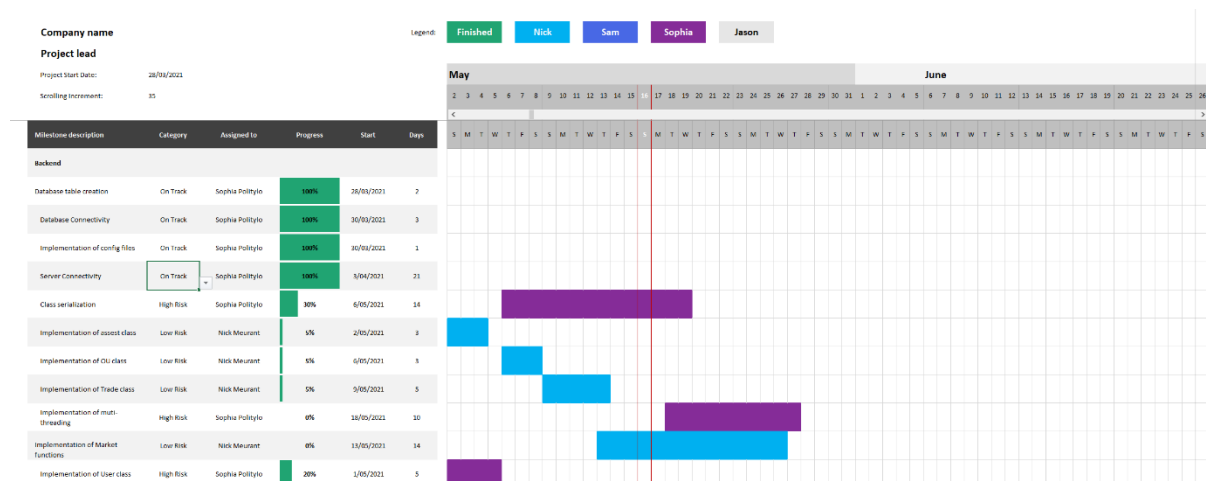 Company name
Legend: Finished Nick Sam Sophia Jason
Project lead
Project Start Date: 28/03/2021
May June
Scrolling Increment: 35
2 3 4 5 6 7 8 9 10 11 12 13 14 15 16 17 18 19 20 21 22 23 24 25 26 27 28 29 30 31 1 2 3 4 5 6 7 8 9 10 11 12 13 14 15 16 17 18 19 20 21 22 23 24 25 26
Milestone description Category Assigned to Progress Start Days S M T W T F S S M T W T F S S M T W T F S S M T W T F S S M T W T F S S M T W T F S S M T W T F S S M T W T F S
Backend
Database table creation On Track Sophia Politylo 100% 28/03/2021 2
Database Connectivity On Track Sophia Politylo 100% 30/03/2021 3
Implementation of config files On Track Sophia Politylo 100% 30/03/2021 1
Server Connectivity On Track Sophia Politylo 100% 3/04/2021 21
Class serialization High Risk Sophia Politylo 30% 6/05/2021 14
Implementation of assest class Low Risk Nick Meurant 5% 2/05/2021 3
Implementation of OU class Low Risk Nick Meurant 5% 6/05/2021 3
Implementation of Trade class Low Risk Nick Meurant 5% 9/05/2021 5
Implementation of muti-
threading High Risk Sophia Politylo 0% 18/05/2021 10
Implementation of Market
functions Low Risk Nick Meurant 0% 13/05/2021 14
Implementation of User class High Risk Sophia Politylo 20% 1/05/2021 5